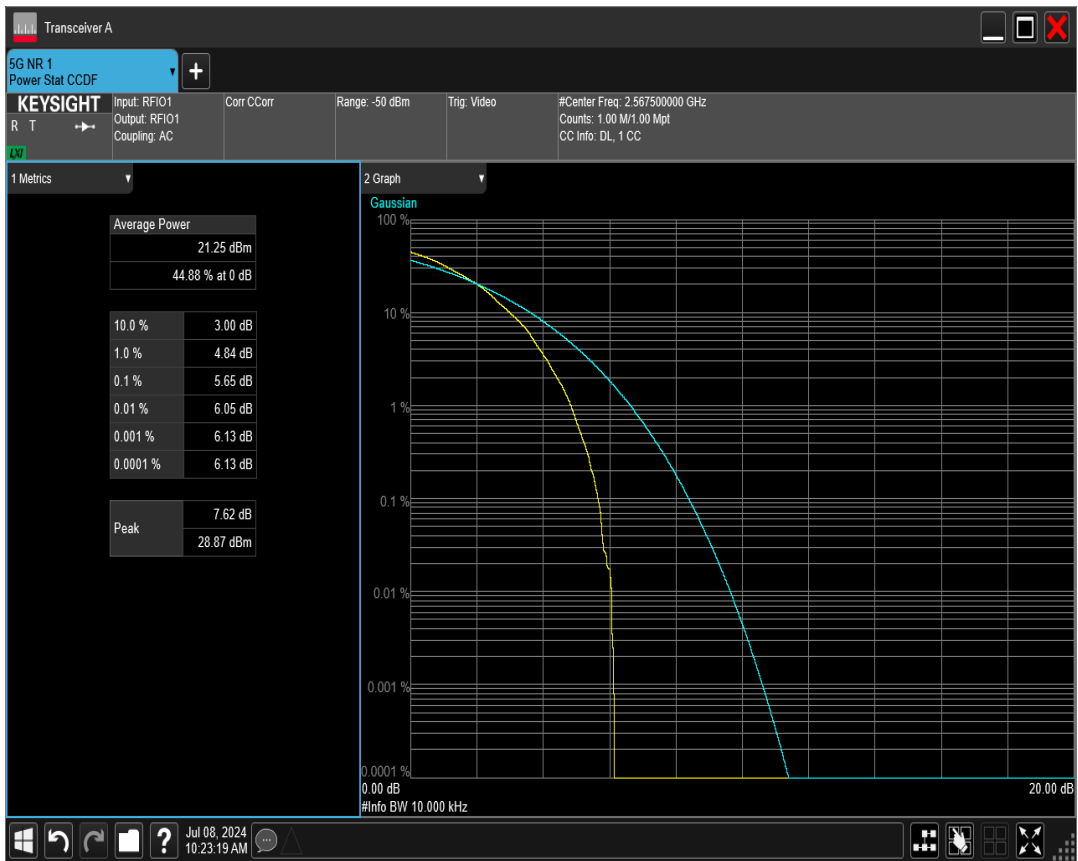 Transceiver A
5G NR 1
Power Stat CCDF
+
KEYSIGHT
R T
LXI
Input: RFIO1
Output: RFIO1
Coupling: AC
Corr CCorr
Range: -50 dBm
Trig: Video
#Center Freq: 2.567500000 GHz
Counts: 1.00 M/1.00 Mpt
CC Info: DL, 1 CC
1 Metrics
Average Power
21.25 dBm
44.88 % at 0 dB
10.0 % 3.00 dB
1.0 % 4.84 dB
0.1 % 5.65 dB
0.01 % 6.05 dB
0.001 % 6.13 dB
0.0001 % 6.13 dB
Peak
7.62 dB
28.87 dBm
2 Graph
Gaussian
100 %
10 %
1 %
0.1 %
0.01 %
0.001 %
0.0001 %
0.00 dB 20.00 dB
#Info BW 10.000 kHz
?
Jul 08, 2024
10:23:19 AM